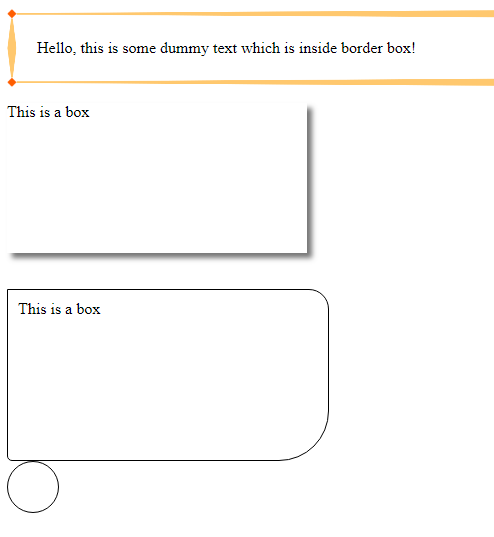 Hello, this is some dummy text which is inside border box!
This is a box
This is a box